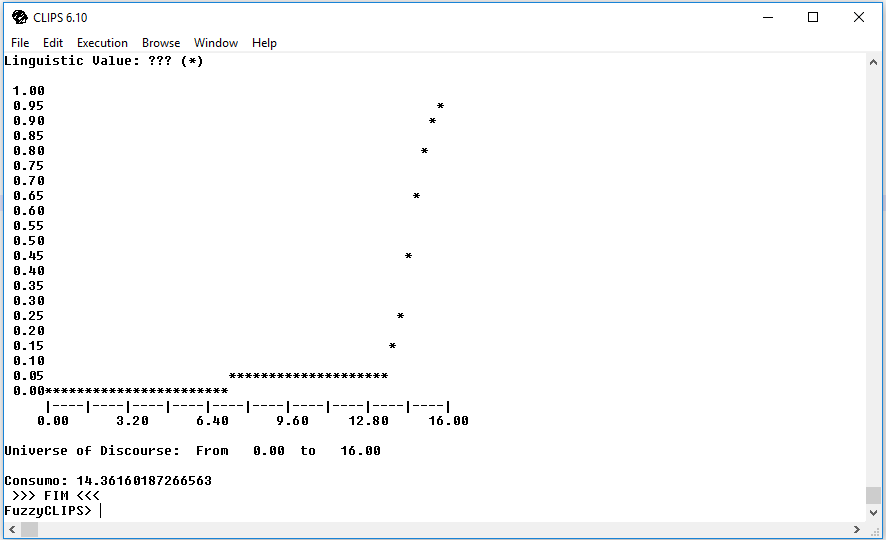 CLIPS 6.10
File Edit Execution Browse Window Help
Linguistic Value: ??? (*)
1.00
0.95 *
0.90 *
0.85
0.80 *
0.75
0.70
0.65 *
0.60
0.55
0.50
0.45 *
0.40
0.35
0.30
0.25 *
0.20
0.15 *
0.10
0.05 ********************
0.00***********************
|----|----|----|----|----|----|----|----|----|----|
0.00 3.20 6.40 9.60 12.80 16.00
Universe of Discourse: From 0.00 to 16.00
Consumo: 14.36160187266563
>>> FIM <<<
FuzzyCLIPS>